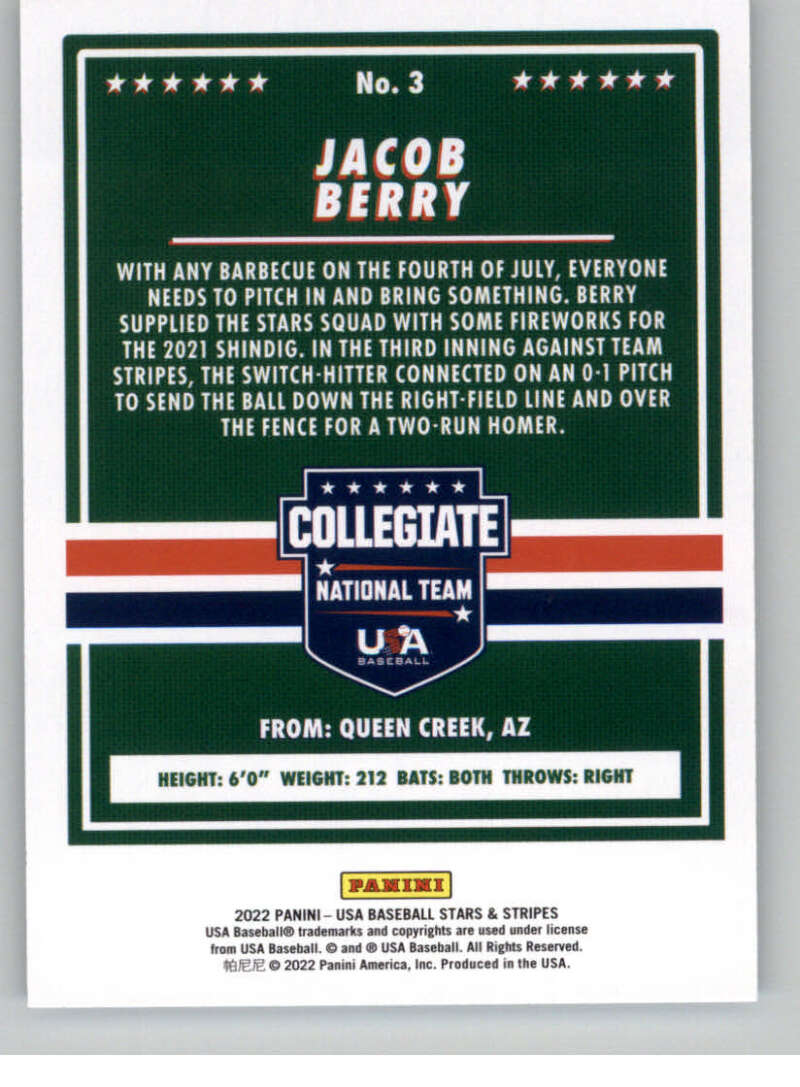 No. 3
JACOB
BERRY
WITH ANY BARBECUE ON THE FOURTH OF JULY, EVERYONE
NEEDS TO PITCH IN AND BRING SOMETHING. BERRY
SUPPLIED THE STARS SQUAD WITH SOME FIREWORKS FOR
THE 2021 SHINDIG. IN THE THIRD INNING AGAINST TEAM
STRIPES, THE SWITCH-HITTER CONNECTED ON AN 0-1 PITCH
TO SEND THE BALL DOWN THE RIGHT-FIELD LINE AND OVER
THE FENCE FOR A TWO-RUN HOMER.
COLLEGIATE
NATIONAL TEAM
USA
BASEBALL
FROM: QUEEN CREEK, AZ
HEIGHT: 6'0" WEIGHT: 212 BATS: BOTH THROWS: RIGHT
PANINI
2022 PANINI – USA BASEBALL STARS & STRIPES
USA Baseball® trademarks and copyrights are used under license
from USA Baseball. © and ® USA Baseball. All Rights Reserved.
帕尼尼 © 2022 Panini America, Inc. Produced in the USA.